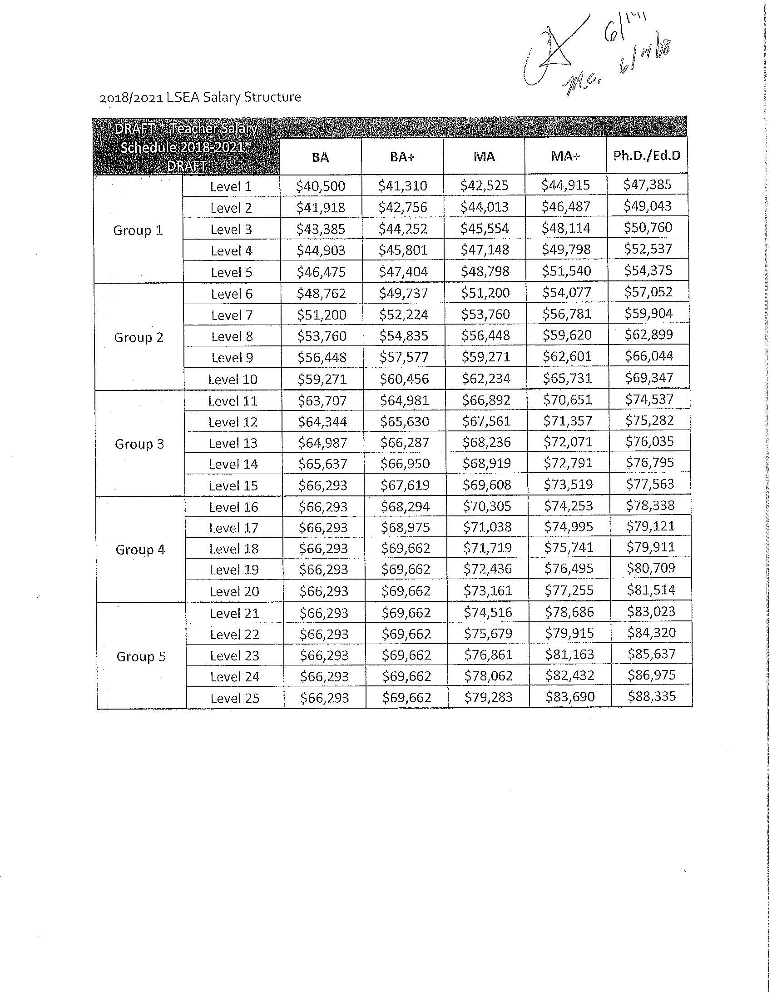 6/14/
6/14/18
M.C.
2018/2021 LSEA Salary Structure
DRAFT * Teacher Salary
Schedule 2018-2021*
DRAFT
BA BA+ MA MA+ Ph.D./Ed.D
Group 1
Level 1 $40,500 $41,310 $42,525 $44,915 $47,385
Level 2 $41,918 $42,756 $44,013 $46,487 $49,043
Level 3 $43,385 $44,252 $45,554 $48,114 $50,760
Level 4 $44,903 $45,801 $47,148 $49,798 $52,537
Level 5 $46,475 $47,404 $48,798 $51,540 $54,375
Group 2
Level 6 $48,762 $49,737 $51,200 $54,077 $57,052
Level 7 $51,200 $52,224 $53,760 $56,781 $59,904
Level 8 $53,760 $54,835 $56,448 $59,620 $62,899
Level 9 $56,448 $57,577 $59,271 $62,601 $66,044
Level 10 $59,271 $60,456 $62,234 $65,731 $69,347
Group 3
Level 11 $63,707 $64,981 $66,892 $70,651 $74,537
Level 12 $64,344 $65,630 $67,561 $71,357 $75,282
Level 13 $64,987 $66,287 $68,236 $72,071 $76,035
Level 14 $65,637 $66,950 $68,919 $72,791 $76,795
Level 15 $66,293 $67,619 $69,608 $73,519 $77,563
Group 4
Level 16 $66,293 $68,294 $70,305 $74,253 $78,338
Level 17 $66,293 $68,975 $71,038 $74,995 $79,121
Level 18 $66,293 $69,662 $71,719 $75,741 $79,911
Level 19 $66,293 $69,662 $72,436 $76,495 $80,709
Level 20 $66,293 $69,662 $73,161 $77,255 $81,514
Group 5
Level 21 $66,293 $69,662 $74,516 $78,686 $83,023
Level 22 $66,293 $69,662 $75,679 $79,915 $84,320
Level 23 $66,293 $69,662 $76,861 $81,163 $85,637
Level 24 $66,293 $69,662 $78,062 $82,432 $86,975
Level 25 $66,293 $69,662 $79,283 $83,690 $88,335